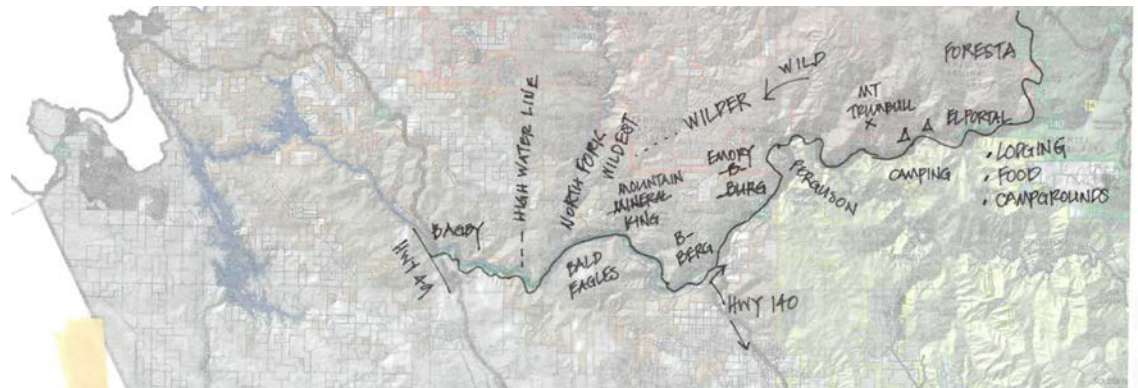 FORESTA
WILD
MT
TRUMBULL
EL PORTAL
WILDER
WILDEST
NORTH FORK
HIGH WATER LINE
EMORY
B-
BURG
FERGUSON
CAMPING
• LODGING
• FOOD
• CAMPGROUNDS
MOUNTAIN
MINERAL
KING
BAGBY
HWY 49
BALD
EAGLES
B-
BERG
HWY 140